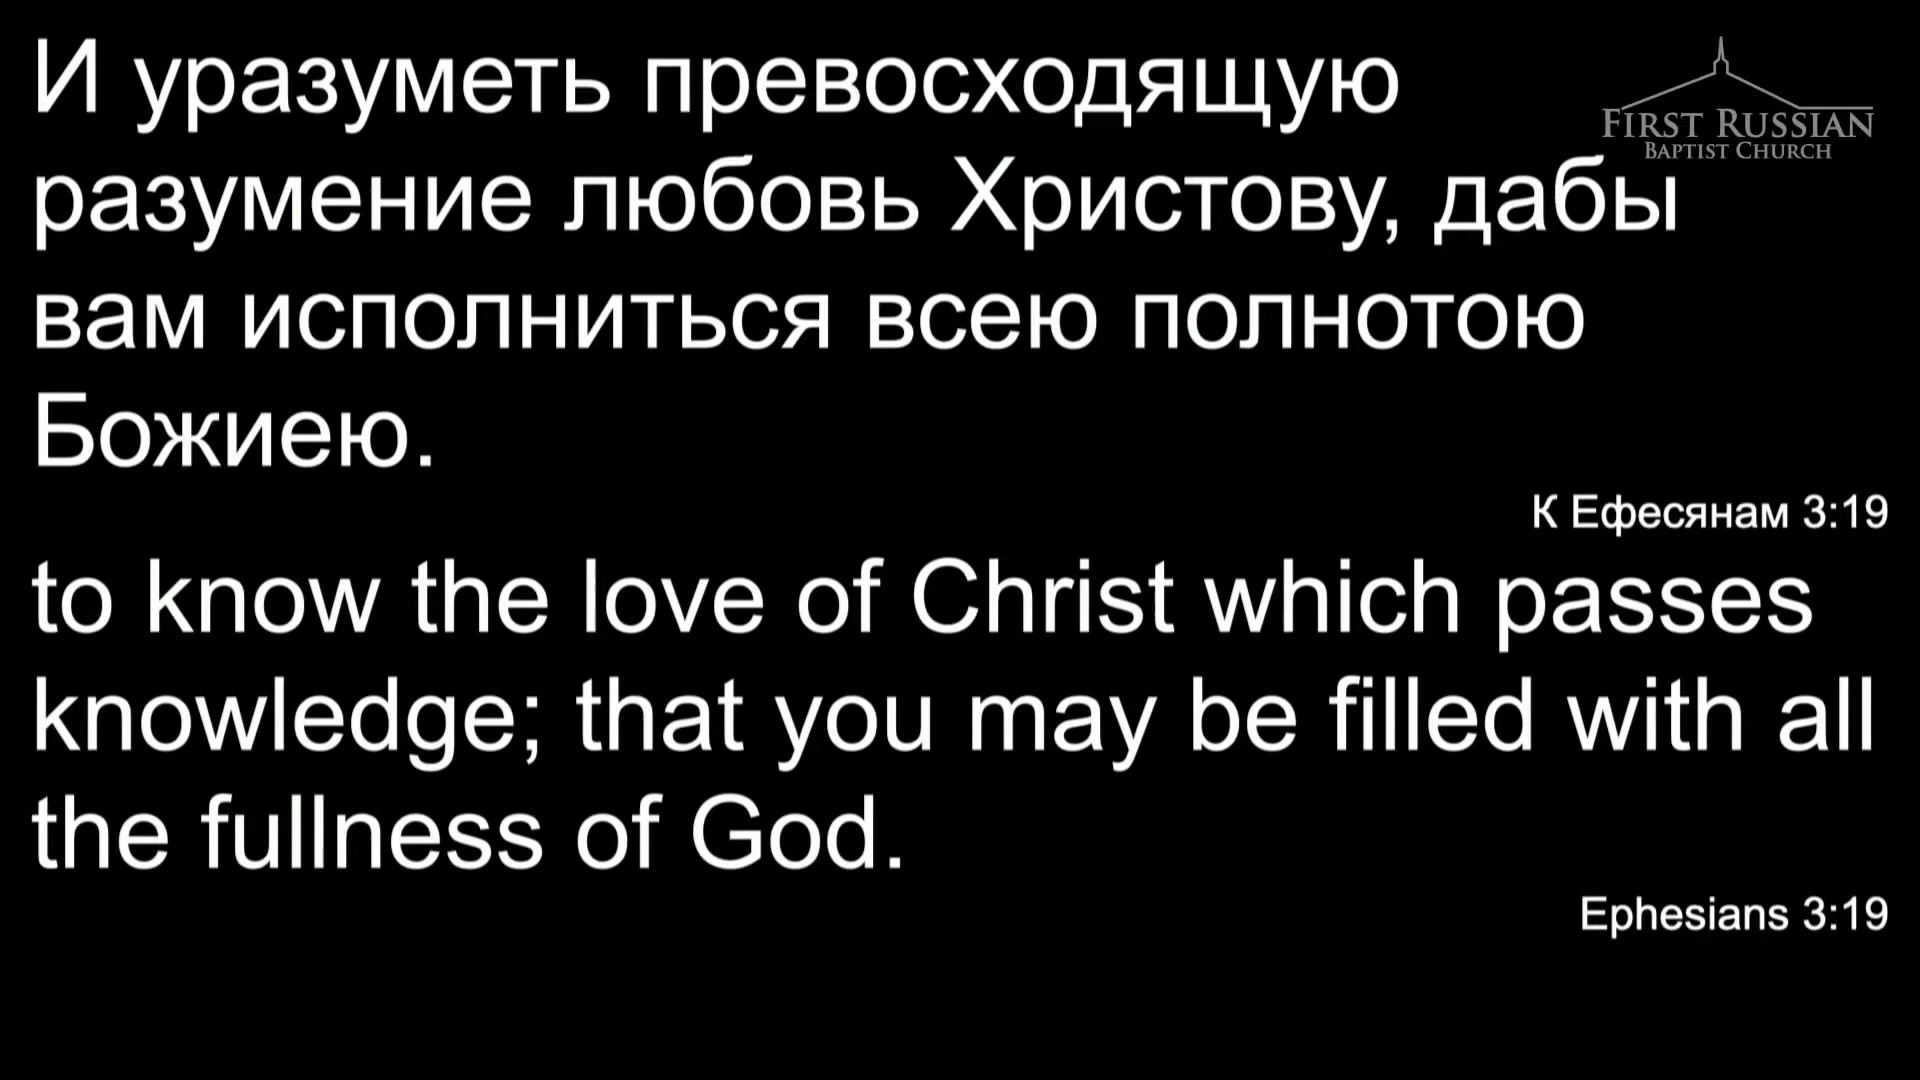 И уразуметь превосходящую
FIRST RUSSIAN
BAPTIST CHURCH
разумение любовь Христову, дабы
вам исполниться всею полнотою
Божиею.
К Ефесянам 3:19
to know the love of Christ which passes
knowledge; that you may be filled with all
the fullness of God.
Ephesians 3:19